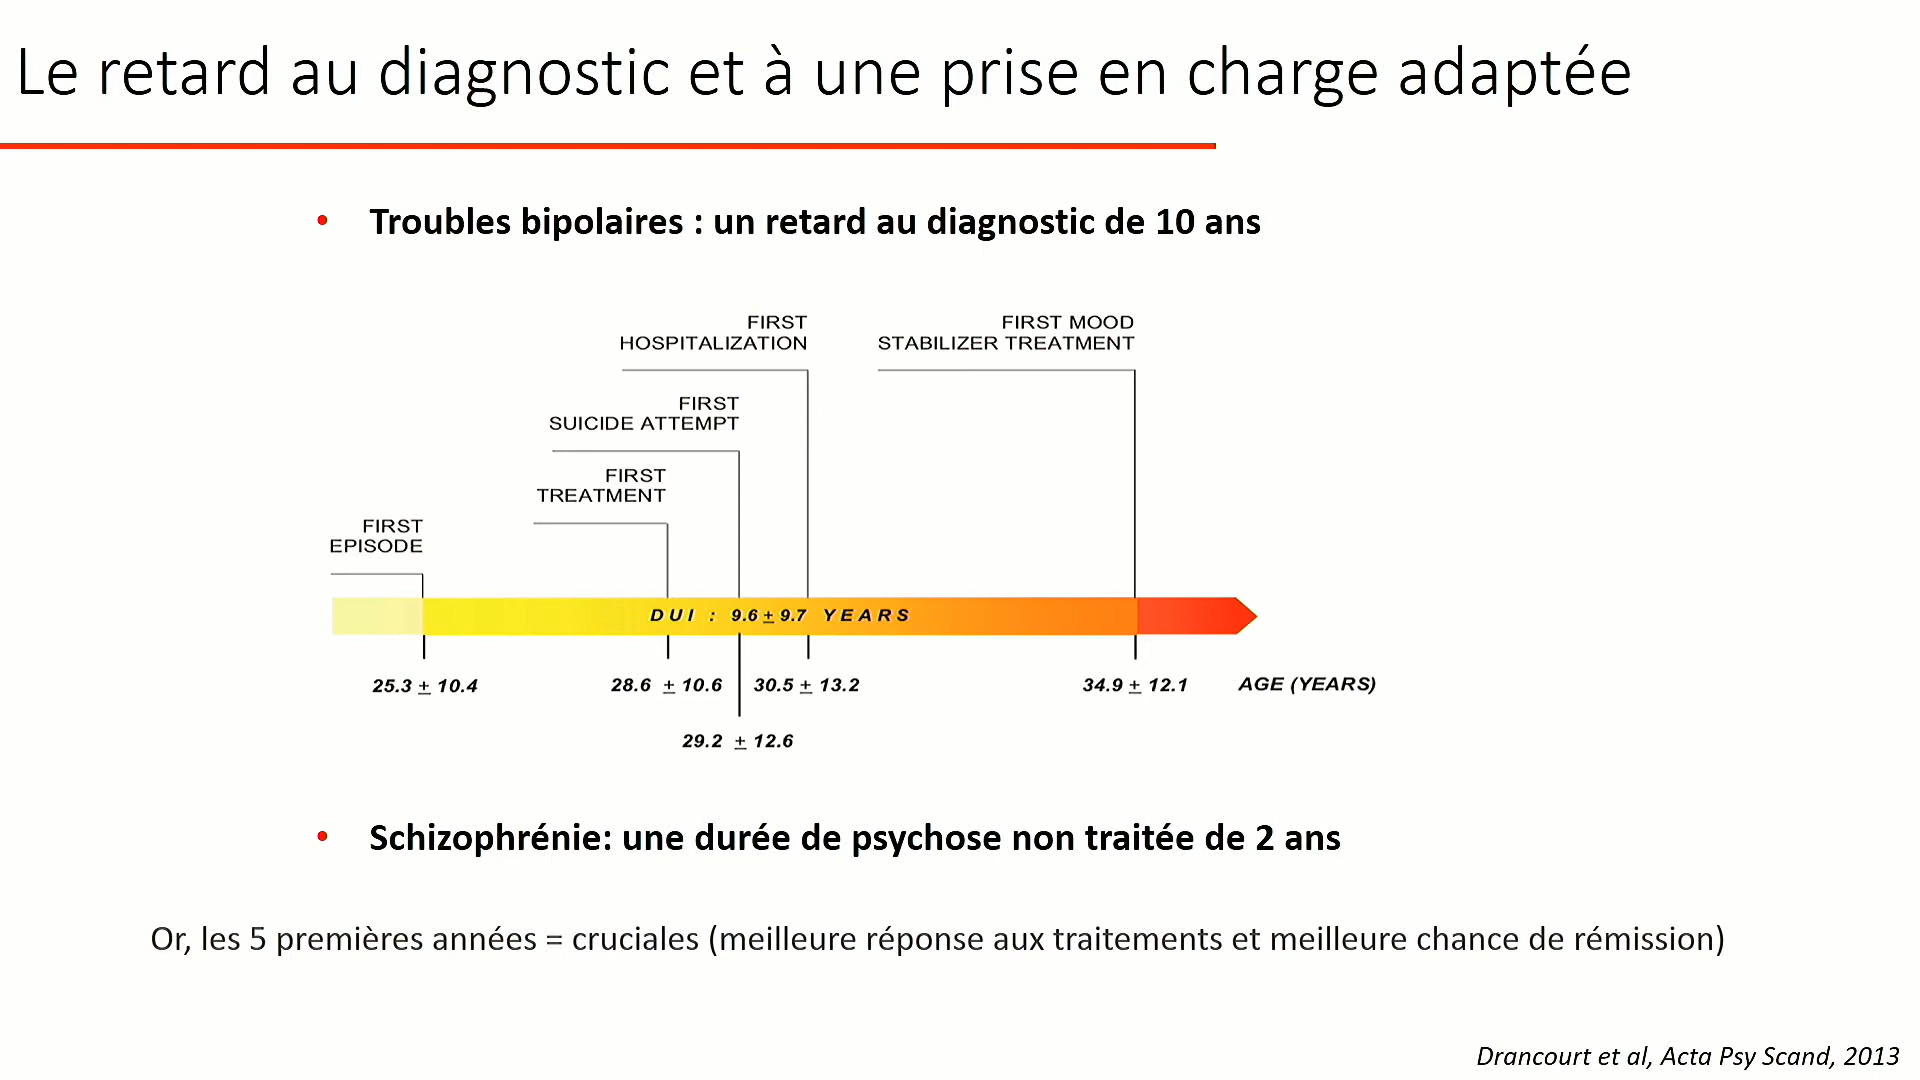 Le retard au diagnostic et à une prise en charge adaptée
• Troubles bipolaires : un retard au diagnostic de 10 ans
FIRST
HOSPITALIZATION
FIRST MOOD
STABILIZER TREATMENT
FIRST
SUICIDE ATTEMPT
FIRST
TREATMENT
FIRST
EPISODE
DUI : 9.6 ± 9.7 YEARS
25.3 ± 10.4
28.6 ± 10.6
30.5 ± 13.2
34.9 ± 12.1
AGE (YEARS)
29.2 ± 12.6
• Schizophrénie: une durée de psychose non traitée de 2 ans
Or, les 5 premières années = cruciales (meilleure réponse aux traitements et meilleure chance de rémission)
Drancourt et al, Acta Psy Scand, 2013